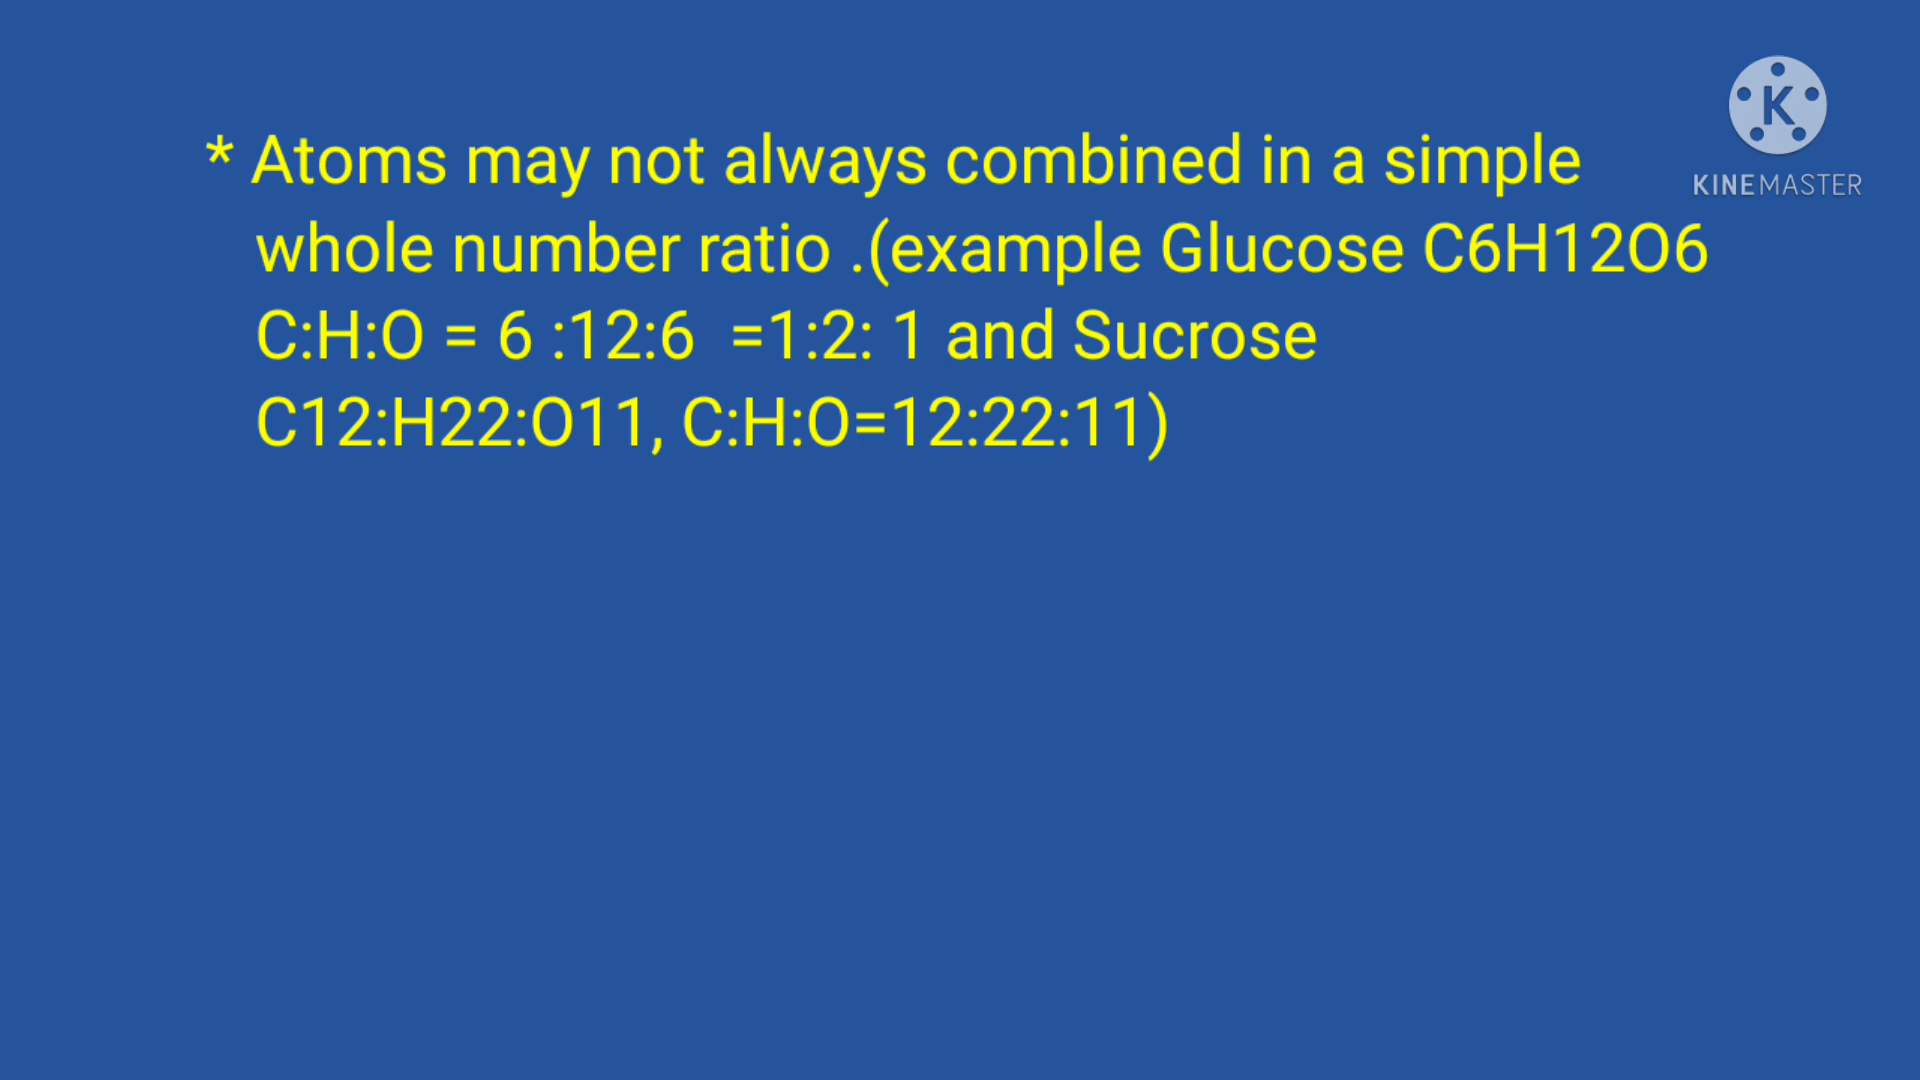 * Atoms may not always combined in a simple
whole number ratio .(example Glucose C6H12O6
C:H:O = 6 :12:6 =1:2: 1 and Sucrose
C12:H22:O11, C:H:O=12:22:11)
K
KINEMASTER